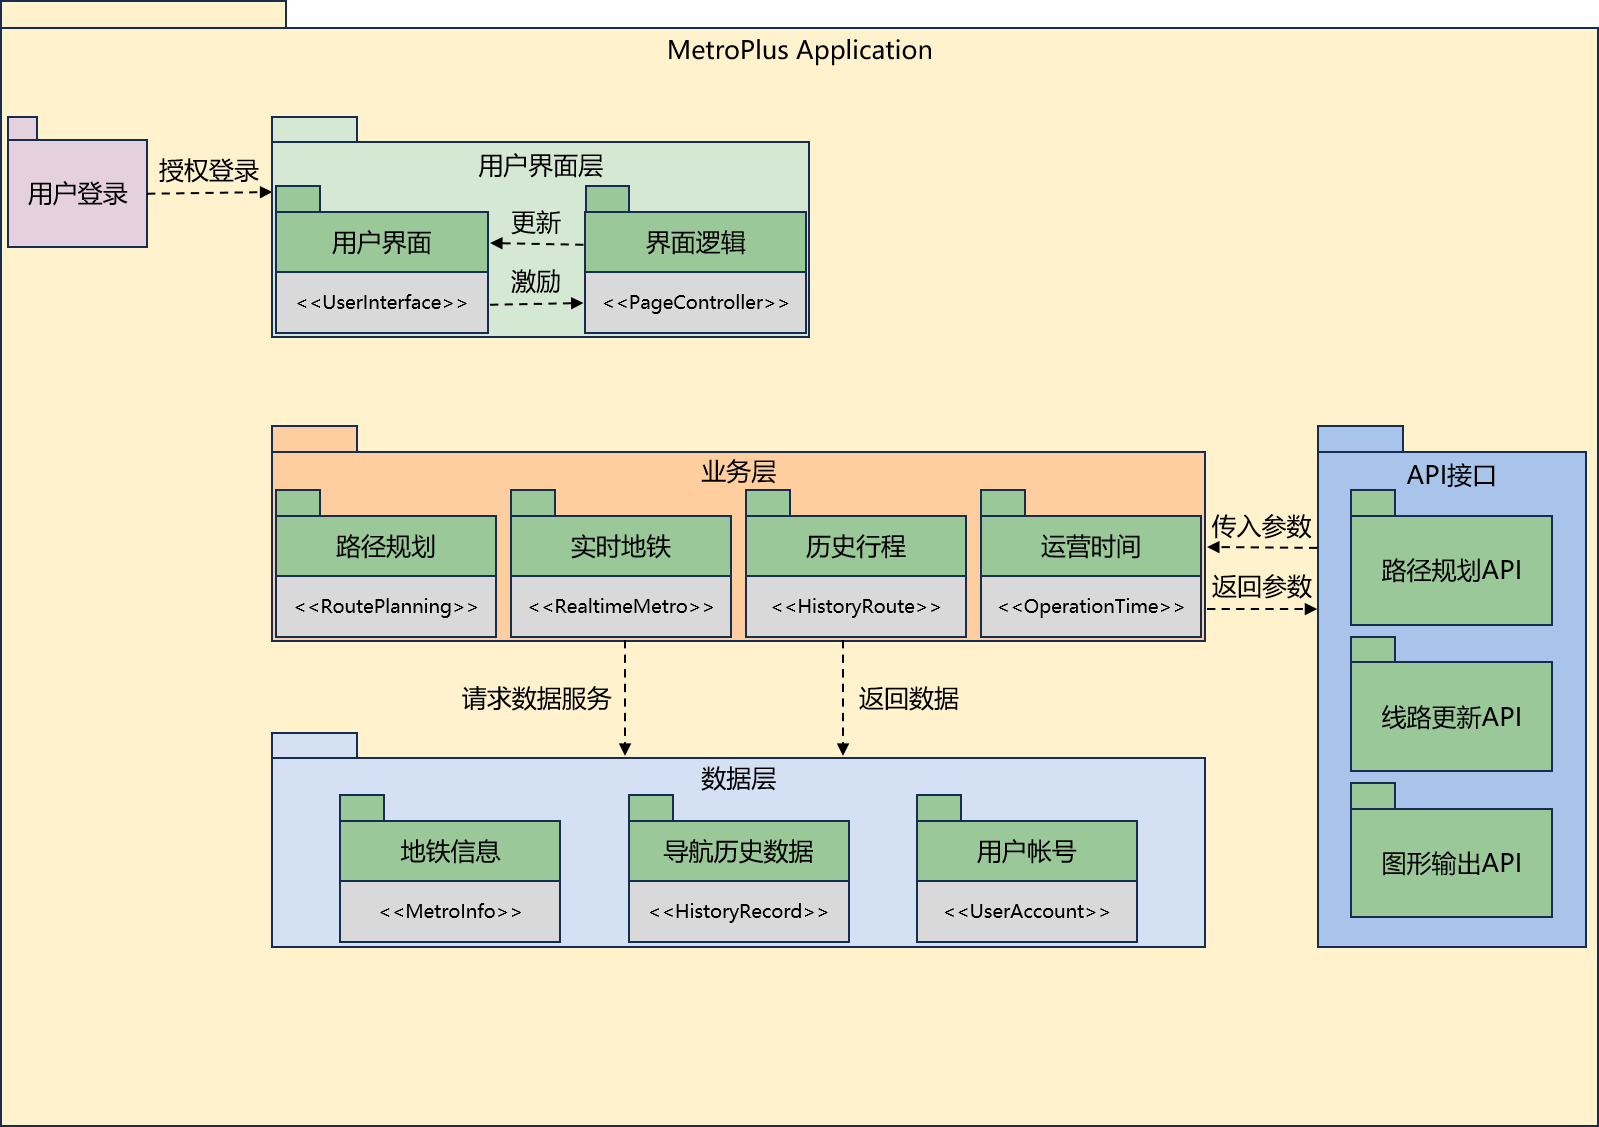 MetroPlus Application
用户登录
授权登录
用户界面层
用户界面
<<UserInterface>>
更新
激励
界面逻辑
<<PageController>>
业务层
路径规划
<<RoutePlanning>>
实时地铁
<<RealtimeMetro>>
历史行程
<<HistoryRoute>>
运营时间
<<OperationTime>>
传入参数
返回参数
API接口
路径规划API
线路更新API
图形输出API
请求数据服务
返回数据
数据层
地铁信息
<<MetroInfo>>
导航历史数据
<<HistoryRecord>>
用户帐号
<<UserAccount>>